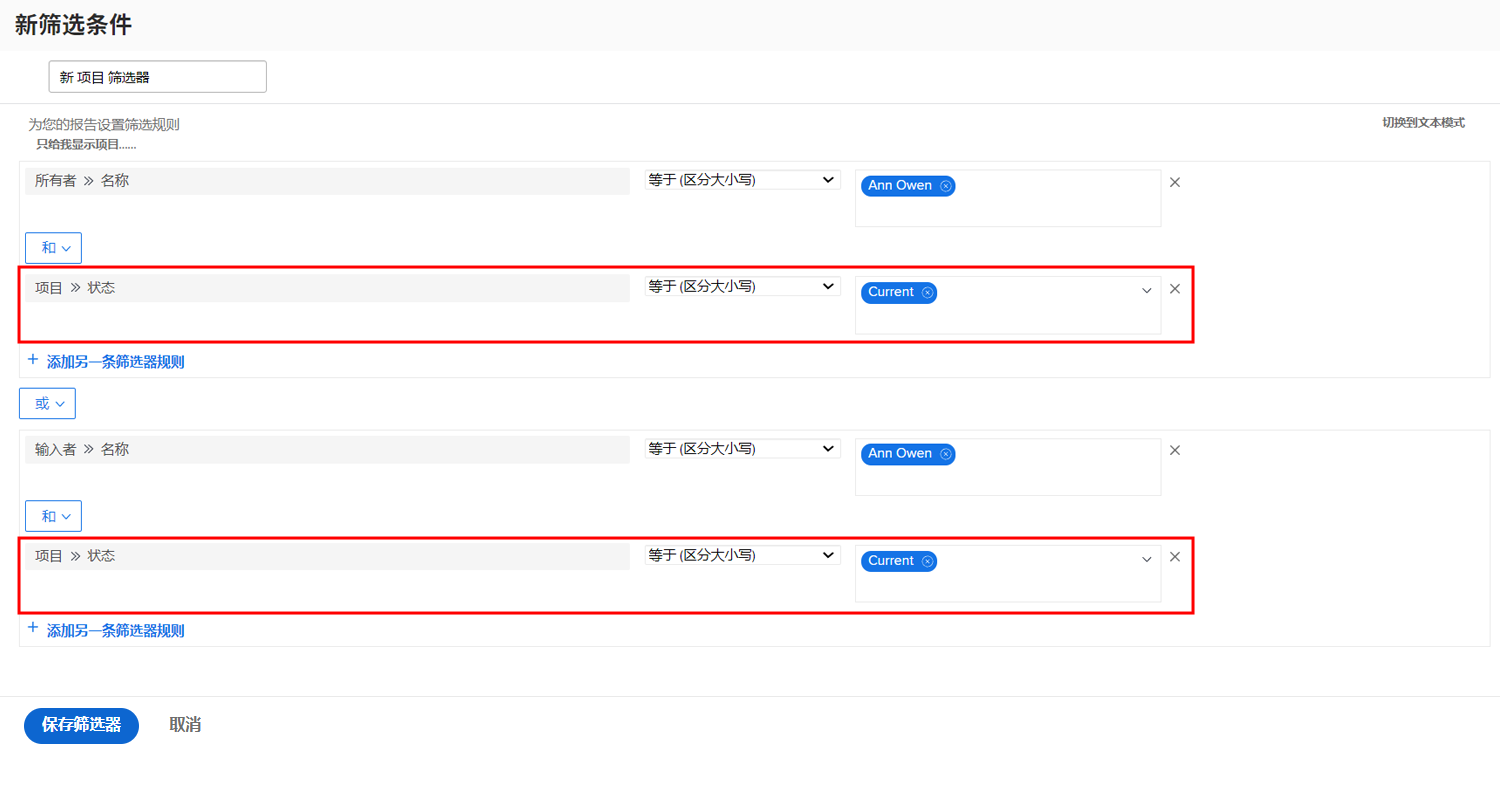 新筛选条件
新 项目 筛选器
为您的报告设置筛选规则
切换到文本模式
只给我显示项目......
所有者 » 名称 等于 (区分大小写) Ann Owen
和
项目 » 状态 等于 (区分大小写) Current
+ 添加另一条筛选器规则
或
输入者 » 名称 等于 (区分大小写) Ann Owen
和
项目 » 状态 等于 (区分大小写) Current
+ 添加另一条筛选器规则
保存筛选器 取消